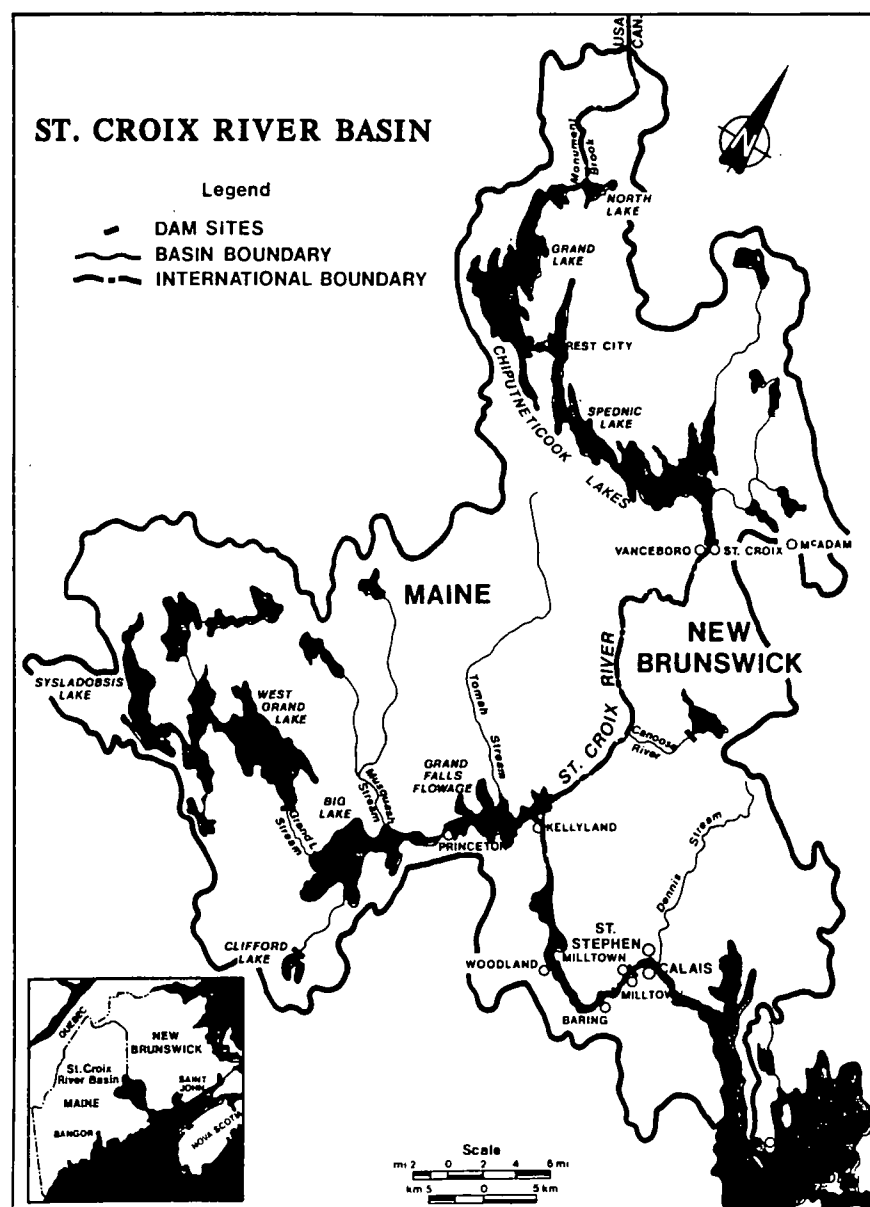 USA
CAN.
ST. CROIX RIVER BASIN
N
Legend
DAM SITES
BASIN BOUNDARY
INTERNATIONAL BOUNDARY
Monument
Brook
NORTH
LAKE
GRAND
LAKE
REST CITY
CHIPUTNETICOOK
LAKES
SPEDNIC
LAKE
VANCEBORO
ST. CROIX
McADAM
MAINE
NEW
BRUNSWICK
SYSLADOBSIS
LAKE
WEST
GRAND
LAKE
Tomah
Stream
ST. CROIX
RIVER
Canoose
River
GRAND
FALLS
FLOWAGE
Musquash
Stream
BIG
LAKE
Grand L.
Stream
PRINCETON
KELLYLAND
Dennis
Stream
CLIFFORD
LAKE
ST.
STEPHEN
WOODLAND
MILLTOWN
CALAIS
MILLTOWN
BARING
QUEBEC
NEW
BRUNSWICK
St. Croix
River Basin
SAINT
JOHN
MAINE
BANGOR
NOVA SCOTIA
Scale
mi 2 0 2 4 6 mi
km 5 0 5 km